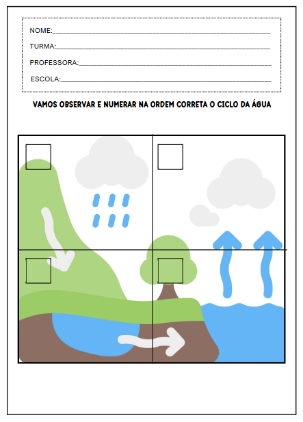 NOME:
TURMA:
PROFESSORA:
ESCOLA:
VAMOS OBSERVAR E NUMERAR NA ORDEM CORRETA O CICLO DA ÁGUA